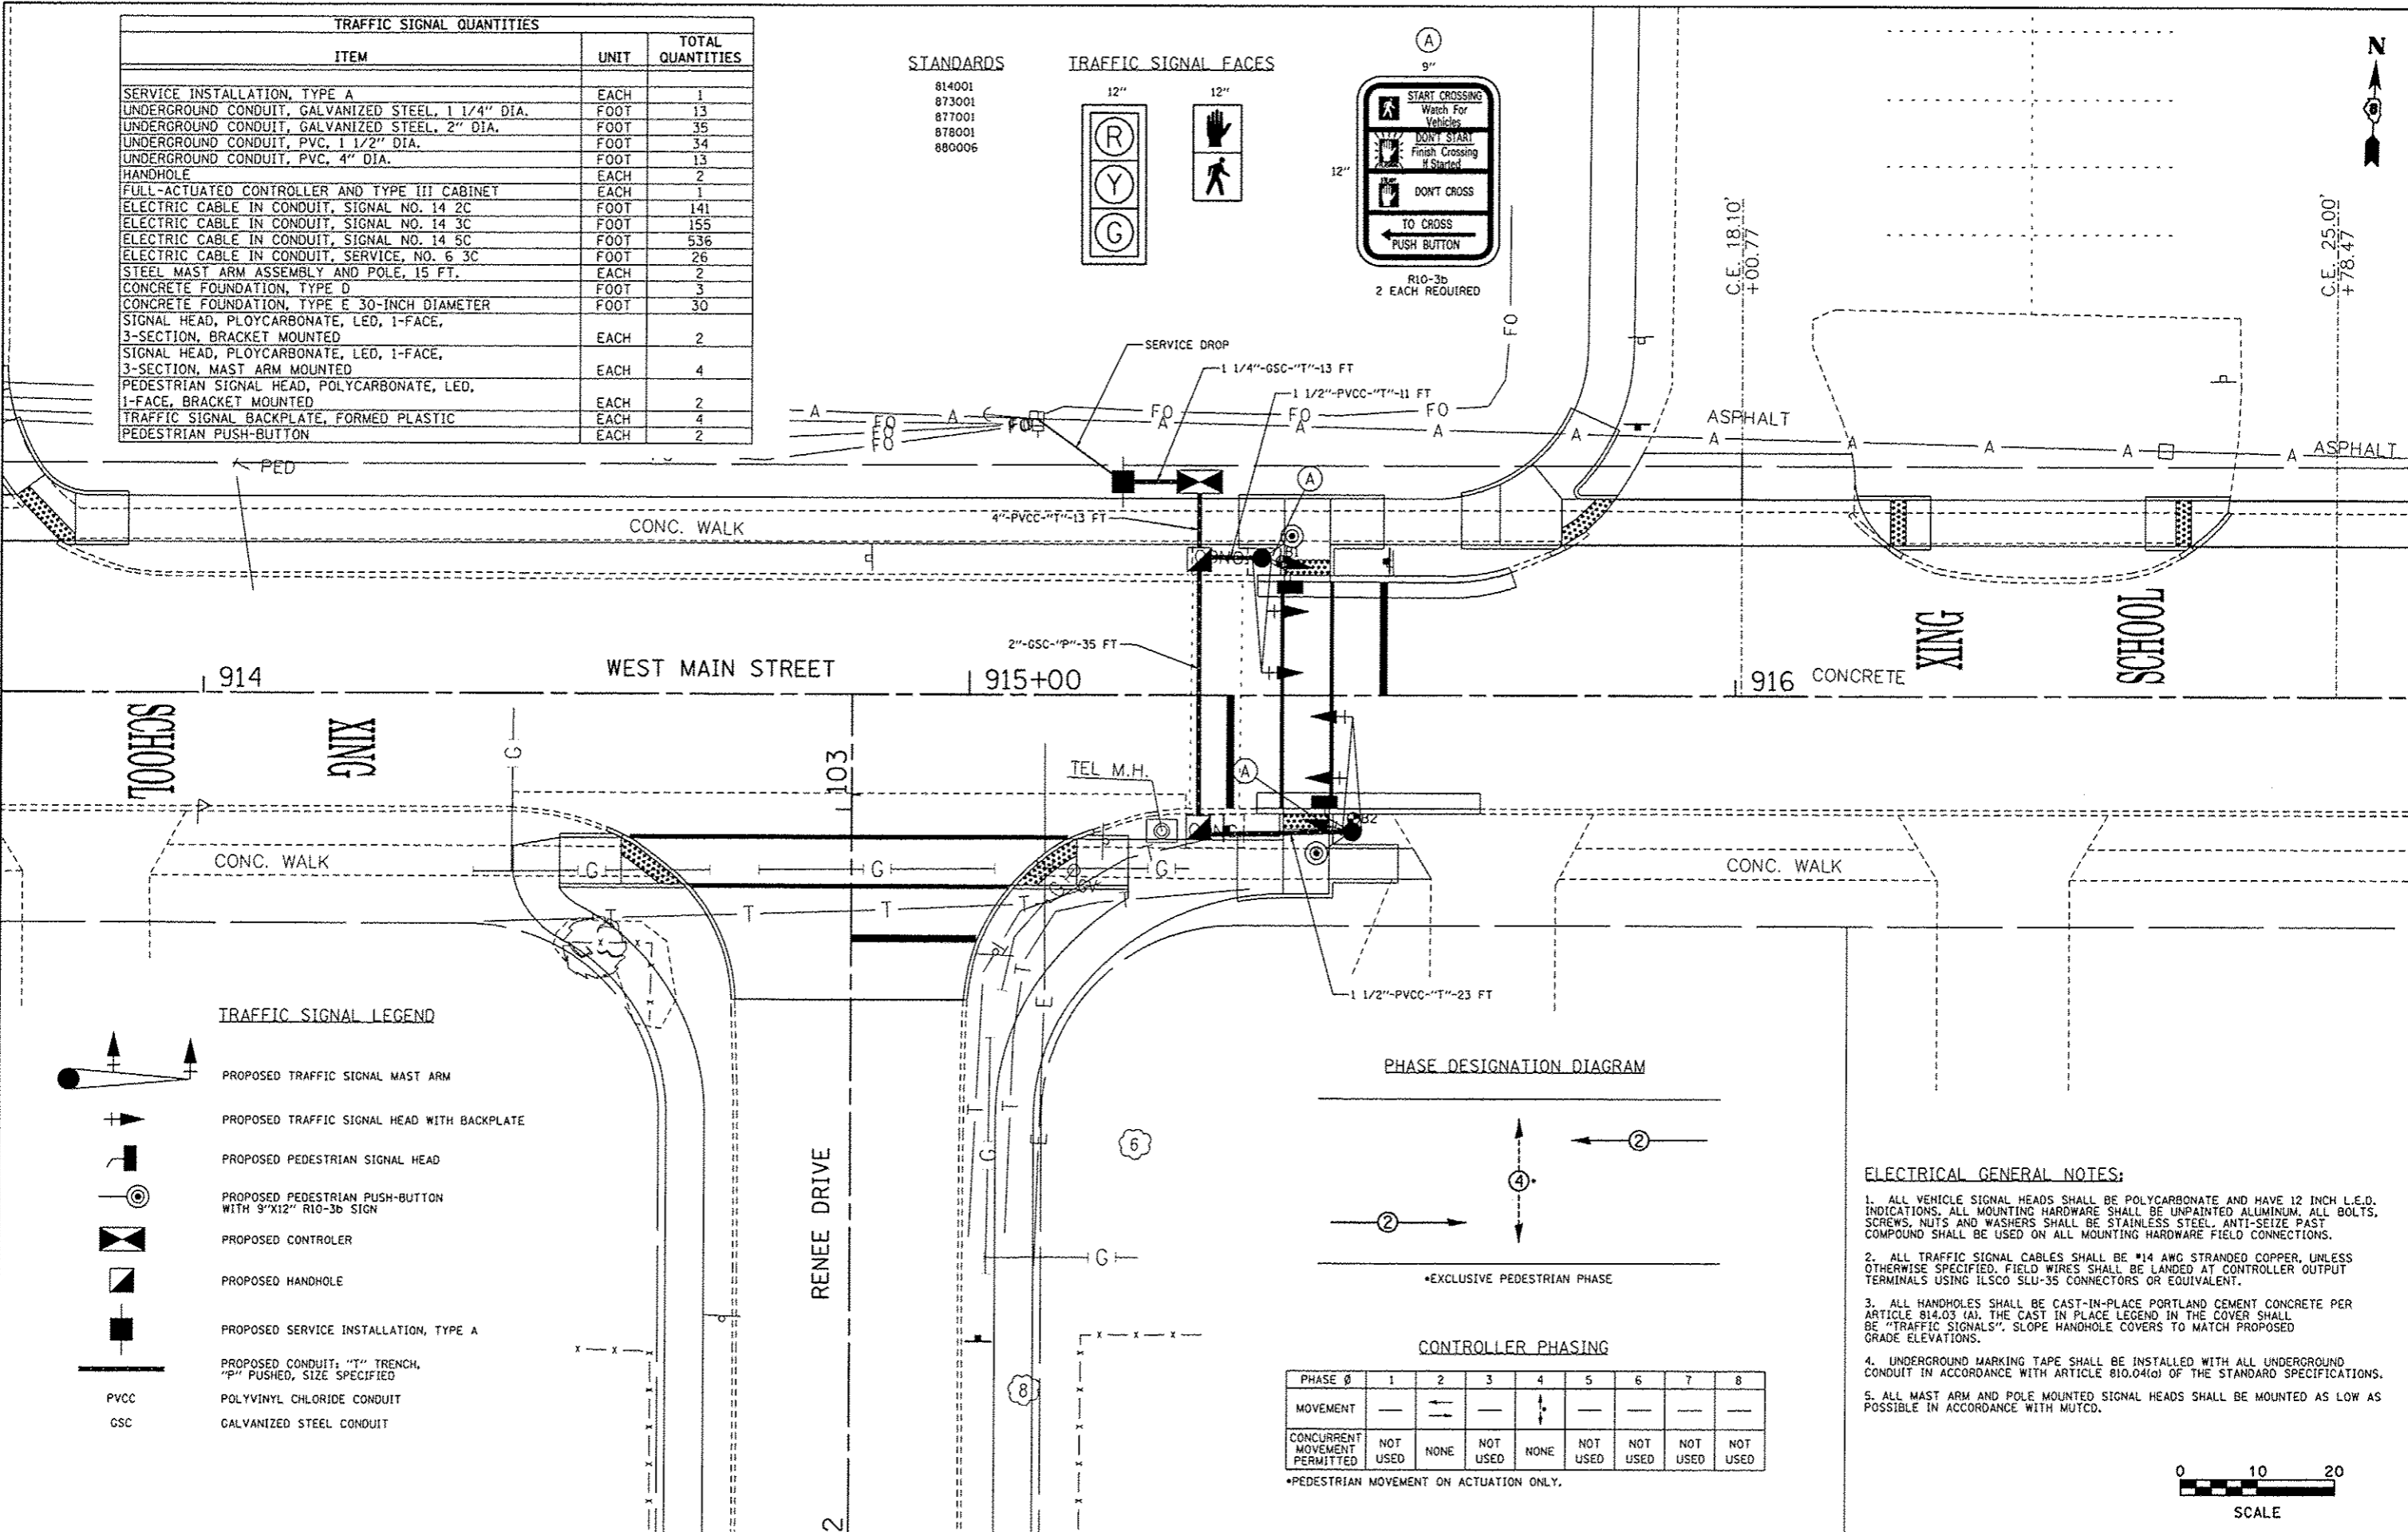 TRAFFIC SIGNAL QUANTITIES
ITEM UNIT TOTAL QUANTITIES
SERVICE INSTALLATION, TYPE A EACH 1
UNDERGROUND CONDUIT, GALVANIZED STEEL, 1 1/4" DIA. FOOT 13
UNDERGROUND CONDUIT, GALVANIZED STEEL, 2" DIA. FOOT 35
UNDERGROUND CONDUIT, PVC, 1 1/2" DIA. FOOT 34
UNDERGROUND CONDUIT, PVC, 4" DIA. FOOT 13
HANDHOLE EACH 2
FULL-ACTUATED CONTROLLER AND TYPE III CABINET EACH 1
ELECTRIC CABLE IN CONDUIT, SIGNAL NO. 14 2C FOOT 141
ELECTRIC CABLE IN CONDUIT, SIGNAL NO. 14 3C FOOT 155
ELECTRIC CABLE IN CONDUIT, SIGNAL NO. 14 5C FOOT 536
ELECTRIC CABLE IN CONDUIT, SERVICE, NO. 6 3C FOOT 26
STEEL MAST ARM ASSEMBLY AND POLE, 15 FT. EACH 2
CONCRETE FOUNDATION, TYPE D FOOT 3
CONCRETE FOUNDATION, TYPE E 30-INCH DIAMETER FOOT 30
SIGNAL HEAD, PLOYCARBONATE, LED, 1-FACE,
3-SECTION, BRACKET MOUNTED EACH 2
SIGNAL HEAD, PLOYCARBONATE, LED, 1-FACE,
3-SECTION, MAST ARM MOUNTED EACH 4
PEDESTRIAN SIGNAL HEAD, POLYCARBONATE, LED,
1-FACE, BRACKET MOUNTED EACH 2
TRAFFIC SIGNAL BACKPLATE, FORMED PLASTIC EACH 4
PEDESTRIAN PUSH-BUTTON EACH 2
STANDARDS
814001
873001
877001
878001
880006
TRAFFIC SIGNAL FACES
12" 12"
R
Y
G
A
9"
12"
START CROSSING
Watch For
Vehicles
DON'T START
Finish Crossing
If Started
DON'T CROSS
TO CROSS
PUSH BUTTON
R10-3b
2 EACH REQUIRED
N
8
C.E. 18.10'
+00.77
C.E. 25.00'
+78.47
SERVICE DROP
1 1/4"-GSC-"T"-13 FT
1 1/2"-PVCC-"T"-11 FT
FO
A A FO FO FO FO FO FO
A A A A A A A A A
ASPHALT
ASPHALT
PED
A
4"-PVCC-"T"-13 FT
CONC. WALK
B1
2"-GSC-"P"-35 FT
WEST MAIN STREET
914
915+00
916
CONCRETE
XING
SCHOOL
SCHOOL
XING
G
103
TEL M.H.
A
B2
CONC. WALK
G G G
CONC. WALK
T T T T T
1 1/2"-PVCC-"T"-23 FT
E
T T T
G
E
G
RENEE DRIVE
6
8
2
TRAFFIC SIGNAL LEGEND
PROPOSED TRAFFIC SIGNAL MAST ARM
PROPOSED TRAFFIC SIGNAL HEAD WITH BACKPLATE
PROPOSED PEDESTRIAN SIGNAL HEAD
PROPOSED PEDESTRIAN PUSH-BUTTON
WITH 9"X12" R10-3b SIGN
PROPOSED CONTROLER
PROPOSED HANDHOLE
PROPOSED SERVICE INSTALLATION, TYPE A
PROPOSED CONDUIT: "T" TRENCH,
"P" PUSHED, SIZE SPECIFIED
PVCC POLYVINYL CHLORIDE CONDUIT
GSC GALVANIZED STEEL CONDUIT
PHASE DESIGNATION DIAGRAM
2
4*
2
*EXCLUSIVE PEDESTRIAN PHASE
CONTROLLER PHASING
PHASE Ø 1 2 3 4 5 6 7 8
MOVEMENT
CONCURRENT MOVEMENT PERMITTED NOT USED NONE NOT USED NONE NOT USED NOT USED NOT USED NOT USED
*PEDESTRIAN MOVEMENT ON ACTUATION ONLY.
ELECTRICAL GENERAL NOTES:
1. ALL VEHICLE SIGNAL HEADS SHALL BE POLYCARBONATE AND HAVE 12 INCH L.E.D.
INDICATIONS. ALL MOUNTING HARDWARE SHALL BE UNPAINTED ALUMINUM. ALL BOLTS,
SCREWS, NUTS AND WASHERS SHALL BE STAINLESS STEEL. ANTI-SEIZE PAST
COMPOUND SHALL BE USED ON ALL MOUNTING HARDWARE FIELD CONNECTIONS.
2. ALL TRAFFIC SIGNAL CABLES SHALL BE #14 AWG STRANDED COPPER, UNLESS
OTHERWISE SPECIFIED. FIELD WIRES SHALL BE LANDED AT CONTROLLER OUTPUT
TERMINALS USING ILSCO SLU-35 CONNECTORS OR EQUIVALENT.
3. ALL HANDHOLES SHALL BE CAST-IN-PLACE PORTLAND CEMENT CONCRETE PER
ARTICLE 814.03 (A). THE CAST IN PLACE LEGEND IN THE COVER SHALL
BE "TRAFFIC SIGNALS". SLOPE HANDHOLE COVERS TO MATCH PROPOSED
GRADE ELEVATIONS.
4. UNDERGROUND MARKING TAPE SHALL BE INSTALLED WITH ALL UNDERGROUND
CONDUIT IN ACCORDANCE WITH ARTICLE 810.04(a) OF THE STANDARD SPECIFICATIONS.
5. ALL MAST ARM AND POLE MOUNTED SIGNAL HEADS SHALL BE MOUNTED AS LOW AS
POSSIBLE IN ACCORDANCE WITH MUTCD.
0 10 20
SCALE